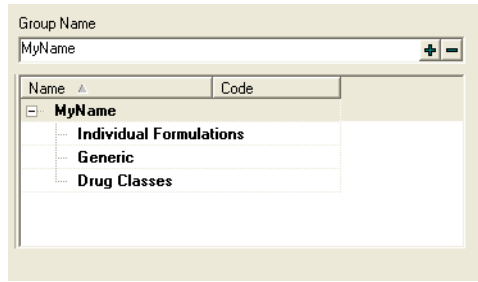 Group Name
MyName
Name Code
MyName
Individual Formulations
Generic
Drug Classes